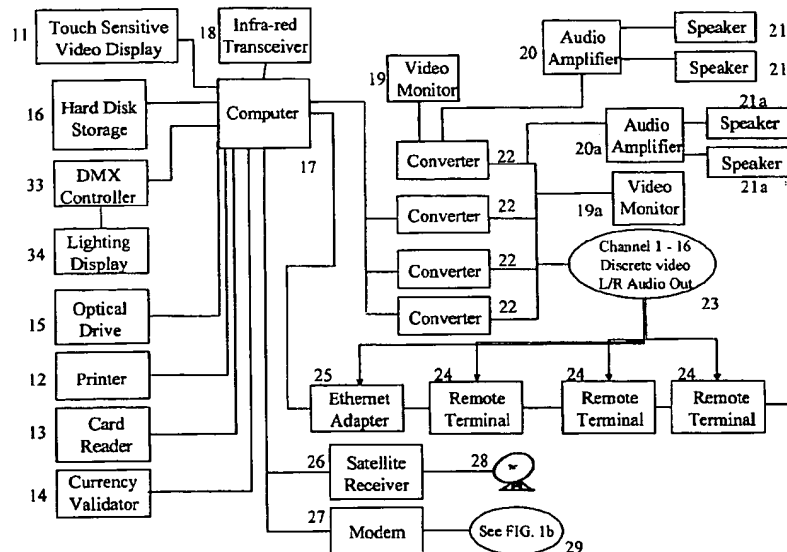 11
Touch Sensitive
Video Display
18
Infra-red
Transceiver
16
Hard Disk
Storage
Computer
17
33
DMX
Controller
34
Lighting
Display
15
Optical
Drive
12
Printer
13
Card
Reader
14
Currency
Validator
19
Video
Monitor
20
Audio
Amplifier
Speaker
21
Speaker
21
Converter
22
Converter
22
Converter
22
Converter
22
20a
Audio
Amplifier
21a
Speaker
Speaker
21a
19a
Video
Monitor
Channel 1 - 16
Discrete video
L/R Audio Out
23
25
Ethernet
Adapter
24
Remote
Terminal
24
Remote
Terminal
24
Remote
Terminal
26
Satellite
Receiver
28
27
Modem
See FIG. 1b
29